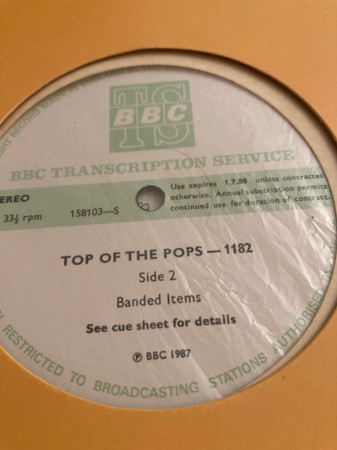 TS
BBC
BBC TRANSCRIPTION SERVICE
EREO
33⅓ rpm
158103—S
Use expires 1.7.88 unless contracted
otherwise. Annual subscription permits
continued use for duration of contract.
TOP OF THE POPS — 1182
Side 2
Banded Items
See cue sheet for details
℗ BBC 1987
RESTRICTED TO BROADCASTING STATIONS AUTHORISED